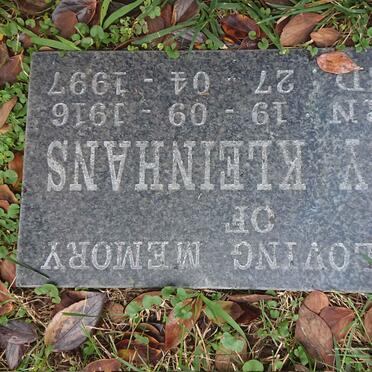 LOVING MEMORY
OF
KLEINHANS
19 - 09 - 1916
27 - 04 - 1997